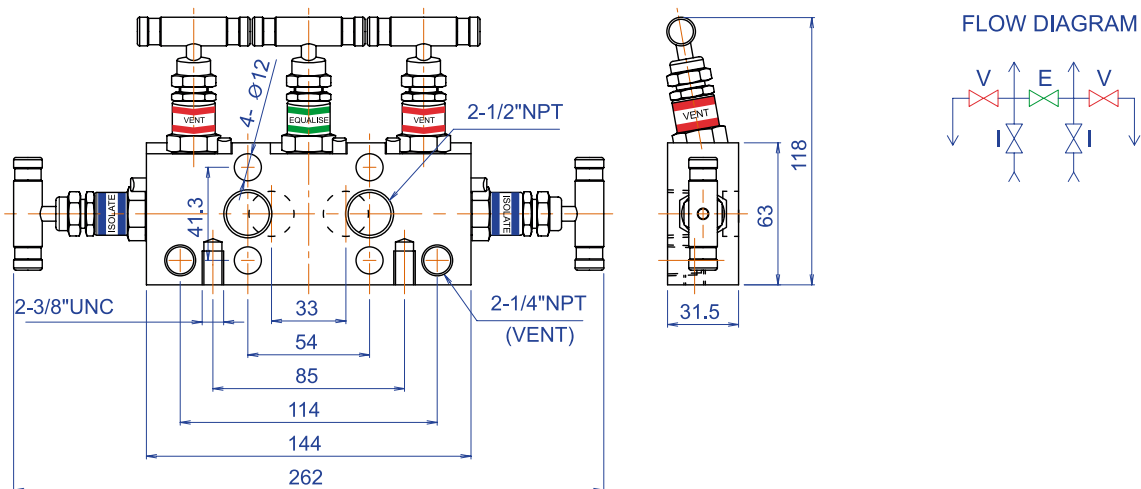 FLOW DIAGRAM
V E V
I I
VENT
EQUALISE
VENT
4- Ø12
2-1/2"NPT
VENT
118
63
31.5
ISOLATE
ISOLATE
41.3
2-3/8"UNC
2-1/4"NPT
(VENT)
33
54
85
114
144
262